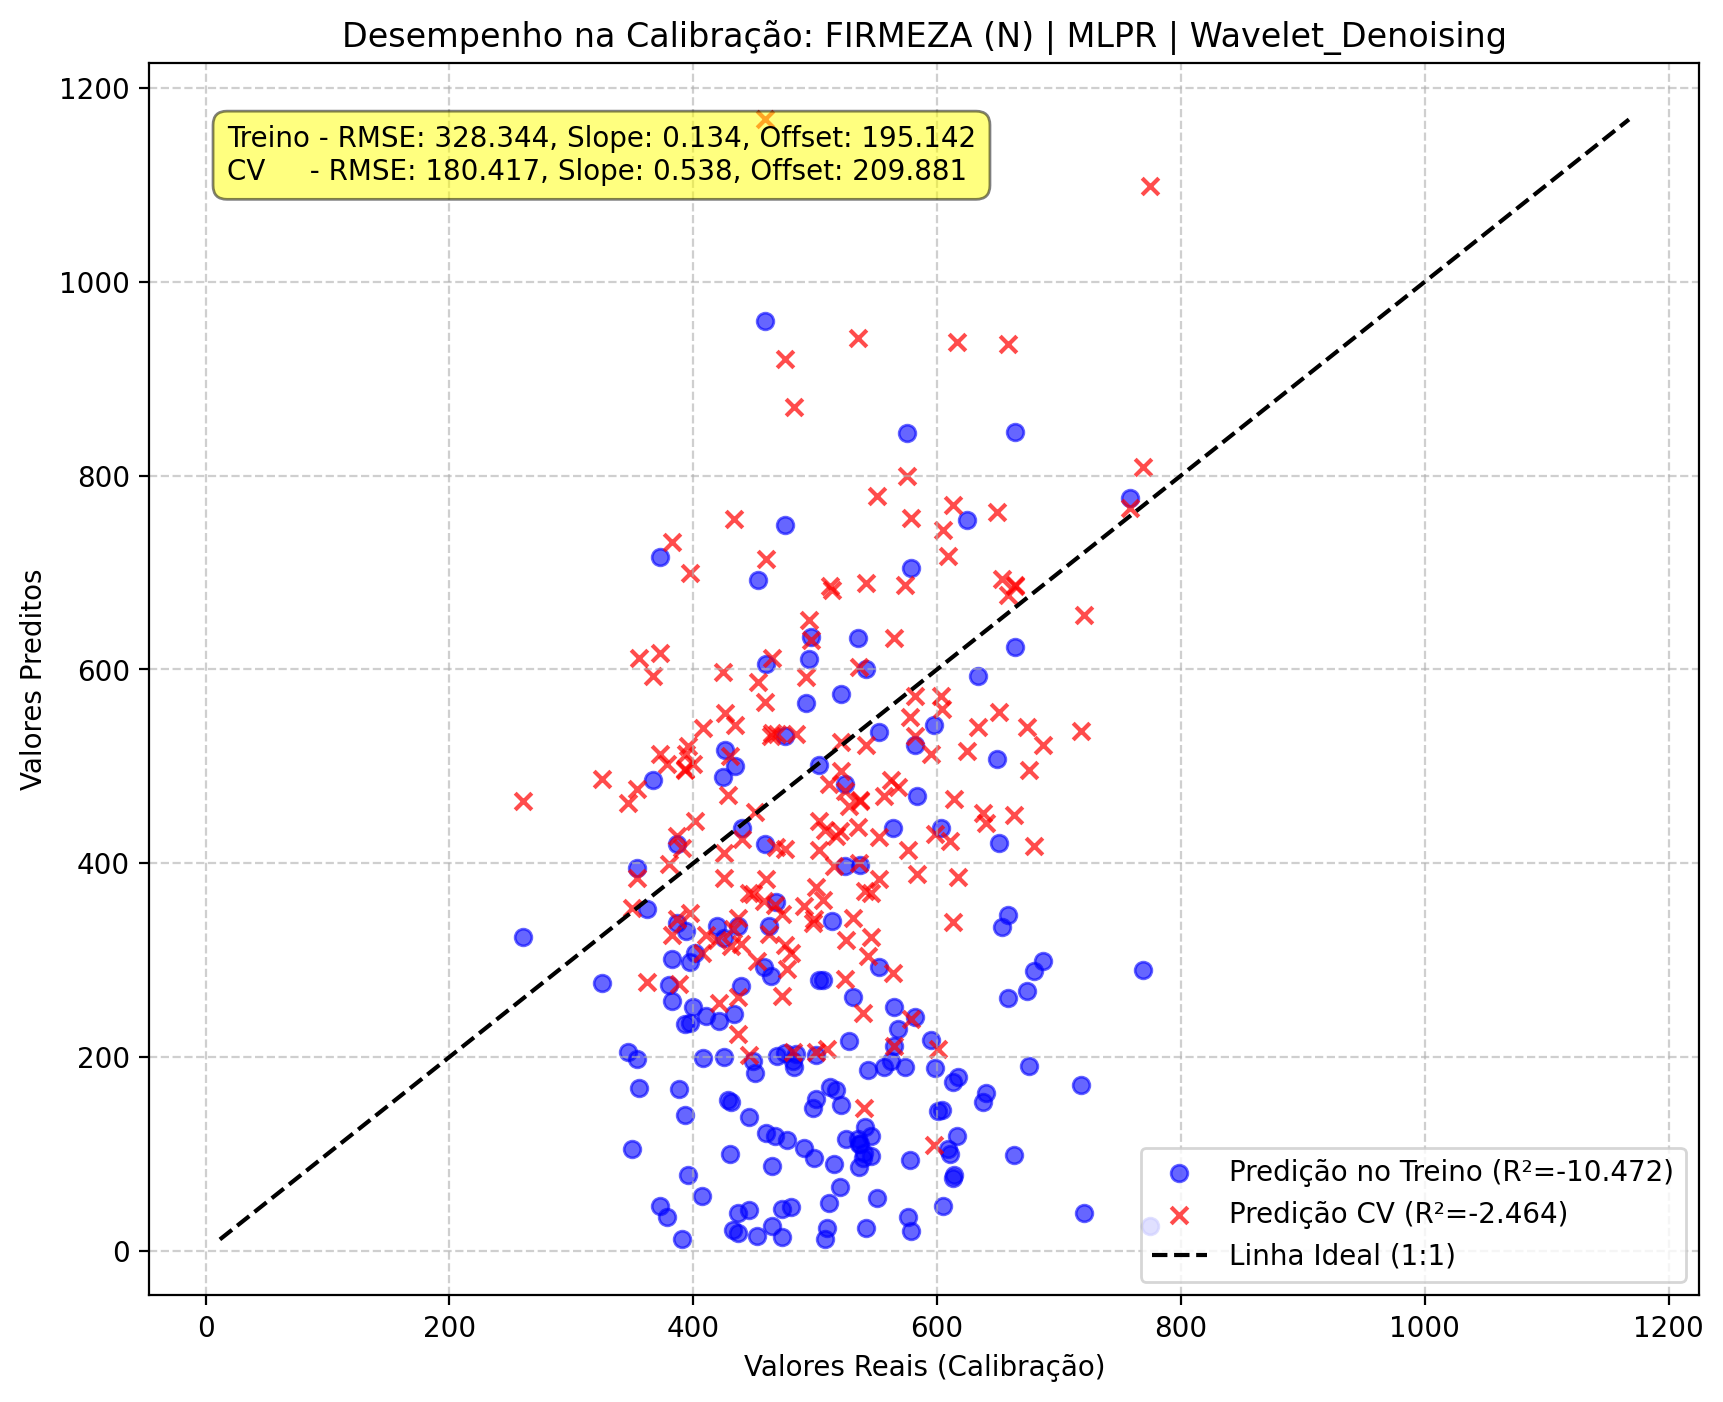 Desempenho na Calibração: FIRMEZA (N) | MLPR | Wavelet_Denoising
1200
1000
800
600
400
200
0
Valores Preditos
Treino - RMSE: 328.344, Slope: 0.134, Offset: 195.142
CV - RMSE: 180.417, Slope: 0.538, Offset: 209.881
Predição no Treino (R²=-10.472)
Predição CV (R²=-2.464)
Linha Ideal (1:1)
0 200 400 600 800 1000 1200
Valores Reais (Calibração)